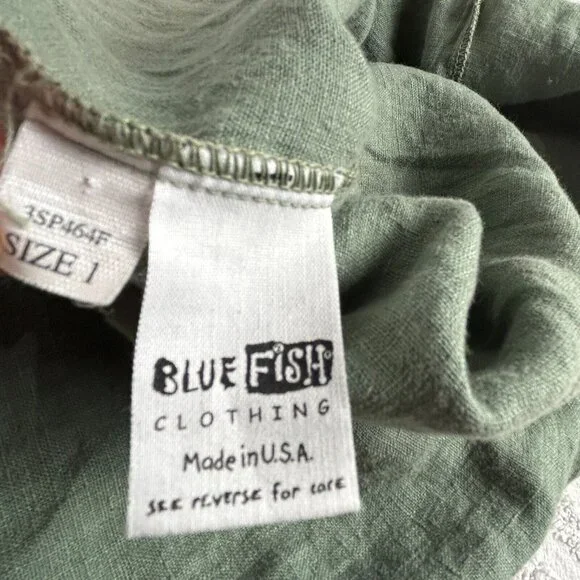 3SP464F
SIZE 1
BLUE FISH
CLOTHING
Made in U.S.A.
SEE REVERSE for care